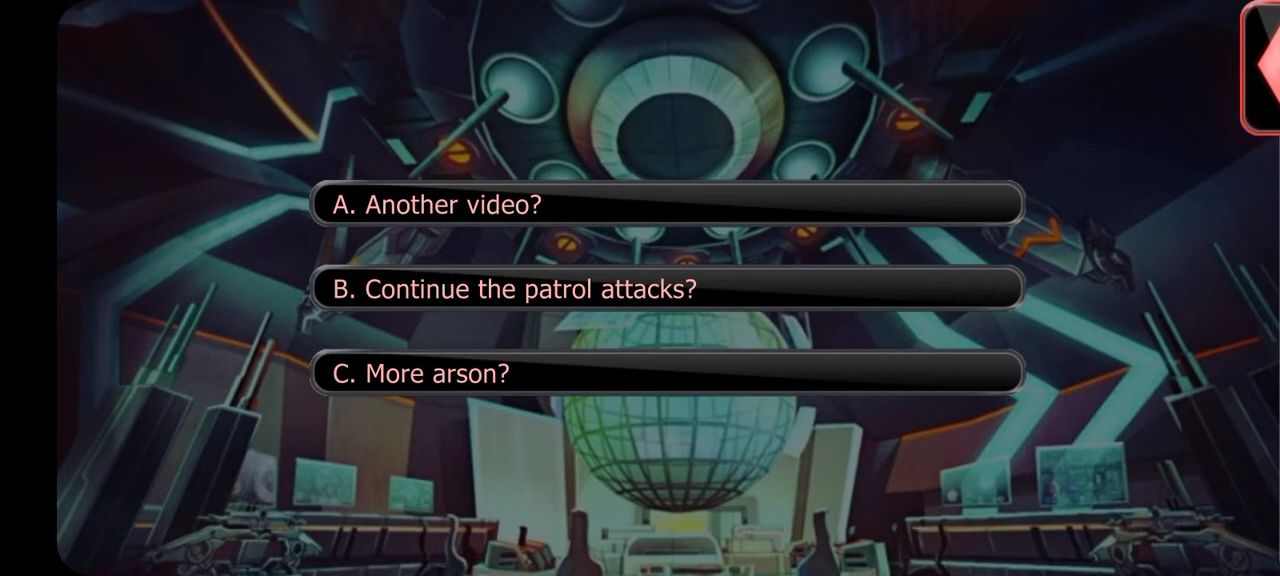 A. Another video?
B. Continue the patrol attacks?
C. More arson?